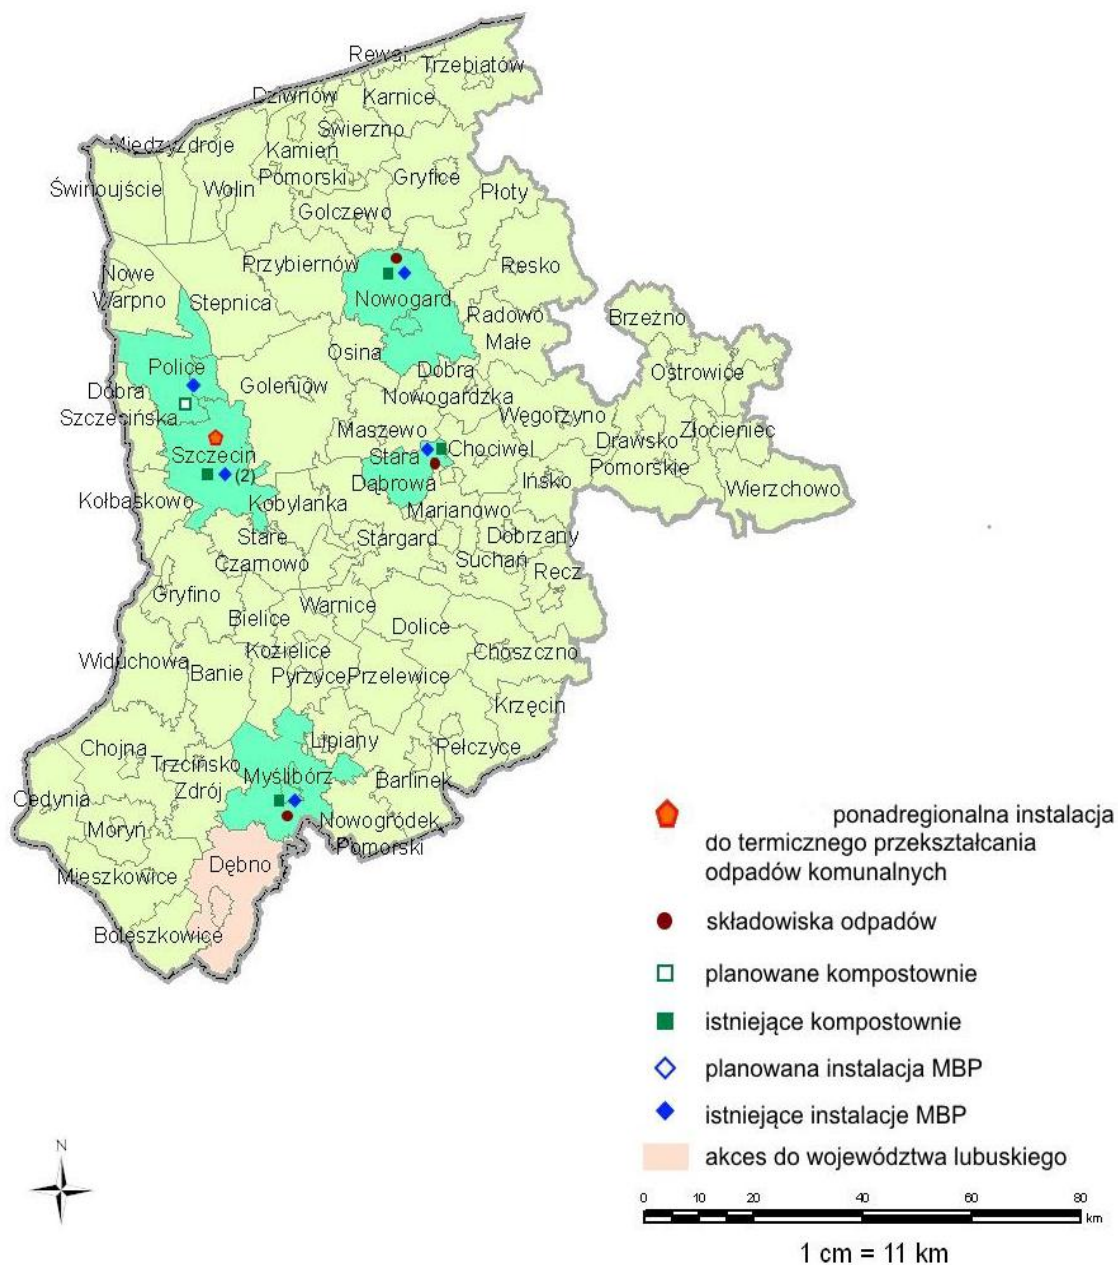 Rewal
Trzebiatów
Dziwnów
Karnice
Świerzno
Międzyzdroje
Kamień
Pomorski
Gryfice
Świnoujście
Wolin
Płoty
Golczewo
Przybiernów
Resko
Nowe
Warpno
Stepnica
Nowogard
Radowo
Małe
Brzeżno
Osina
Police
Dobra
Nowogardzka
Ostrowice
Goleniów
Dobra
Szczecińska
Węgorzyno
Maszewo
Drawsko
Pomorskie
Złocieniec
Szczecin
(2)
Stara
Dąbrowa
Chociwel
Ińsko
Wierzchowo
Kołbaskowo
Kobylanka
Marianowo
Stare
Czarnowo
Stargard
Dobrzany
Suchań
Recz
Gryfino
Bielice
Warnice
Dolice
Widuchowa
Banie
Kozielice
Pyrzyce
Przelewice
Choszczno
Krzęcin
Chojna
Trzcińsko
Zdrój
Lipiany
Pełczyce
Myślibórz
Barlinek
Cedynia
Moryń
Nowogródek
Pomorski
Mieszkowice
Dębno
Boleszkowice
ponadregionalna instalacja
do termicznego przekształcania
odpadów komunalnych
składowiska odpadów
planowane kompostownie
istniejące kompostownie
planowana instalacja MBP
istniejące instalacje MBP
akces do województwa lubuskiego
N
0 10 20 40 60 80
km
1 cm = 11 km